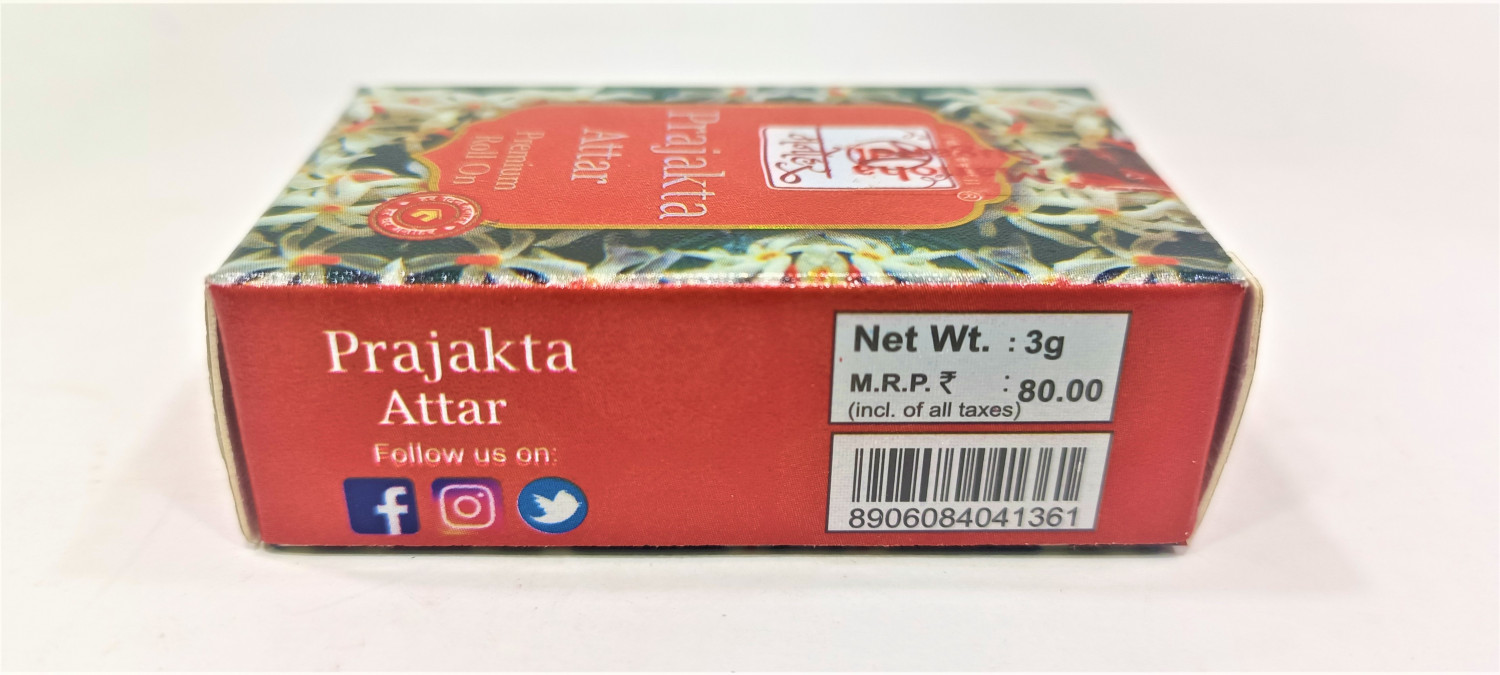 Prajakta
Attar
Premium
Roll On
Prajakta
Attar
Follow us on:
Net Wt. : 3g
M.R.P. ₹ : 80.00
(incl. of all taxes)
8906084041361